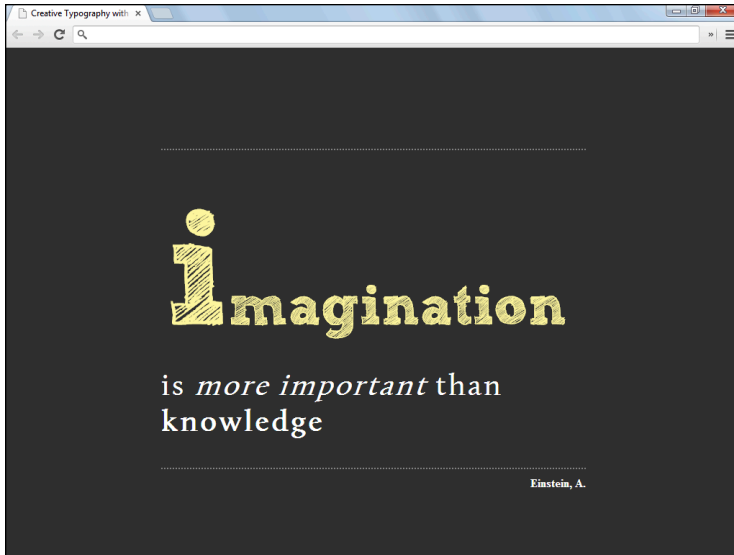 Creative Typography with
imagination
is more important than
knowledge
Einstein, A.